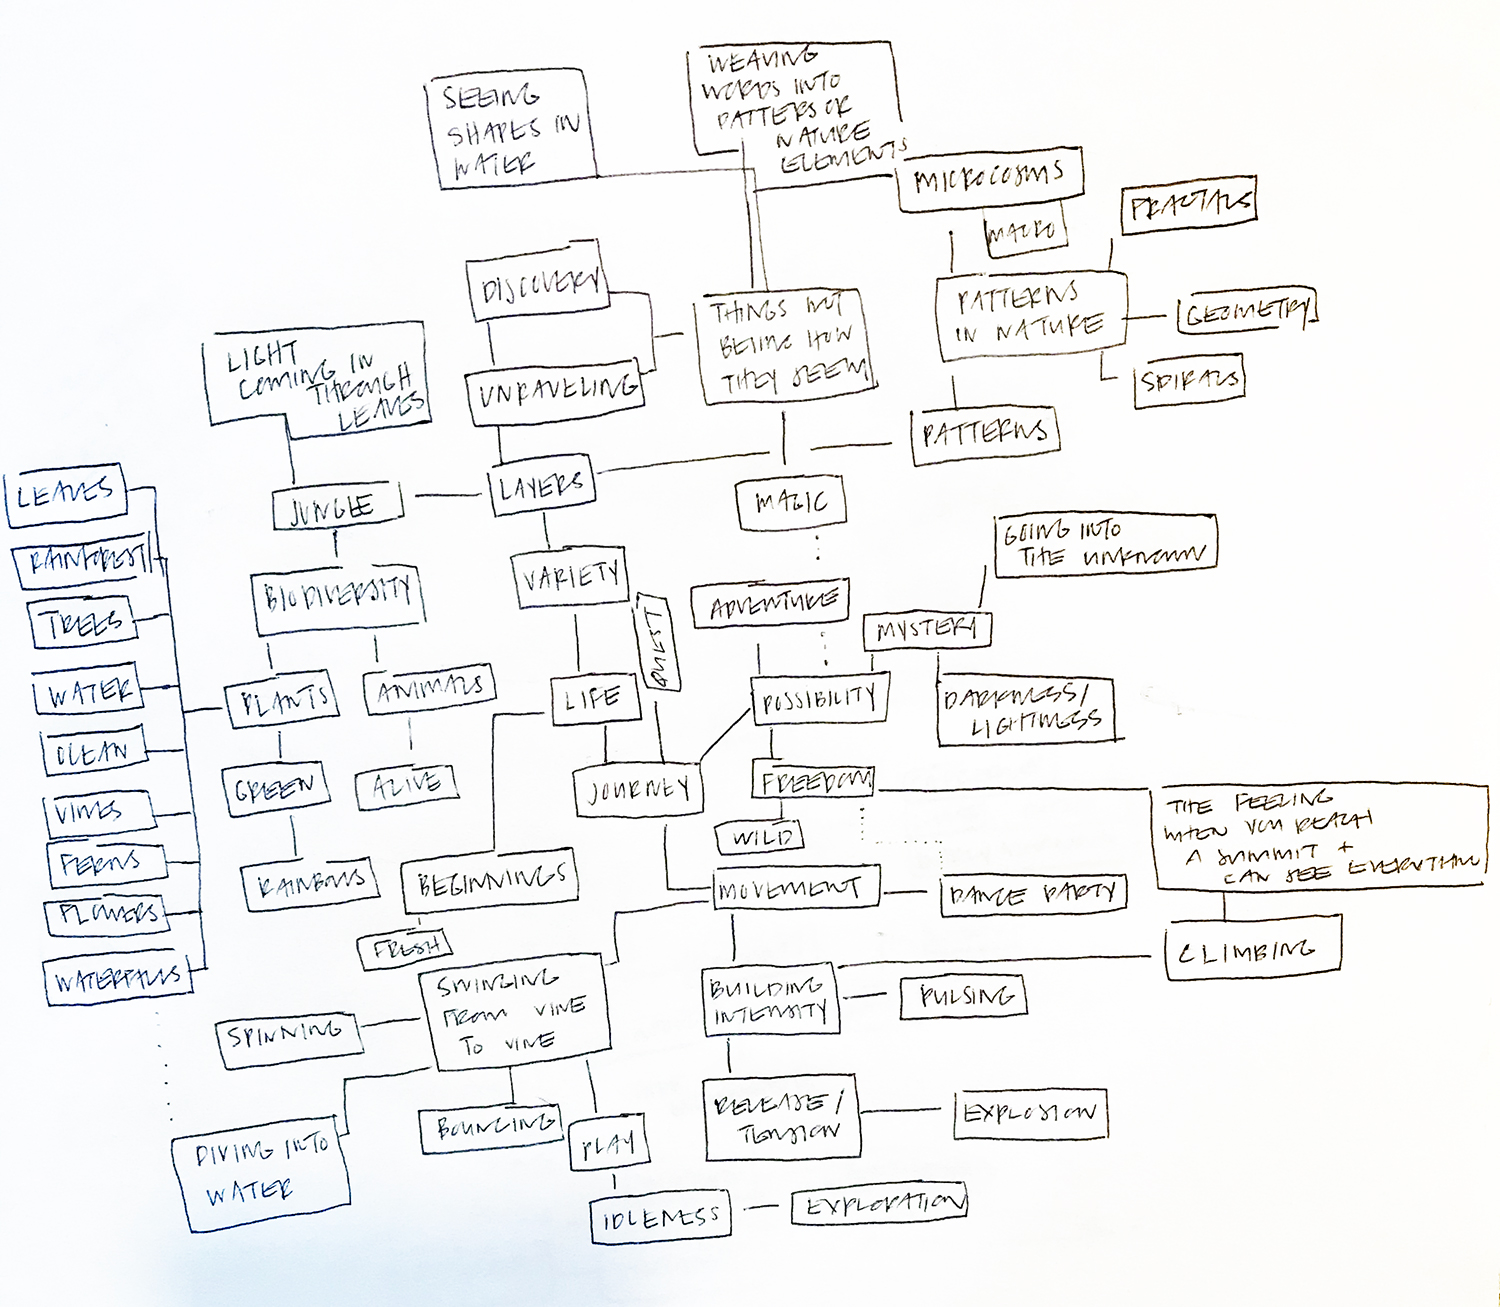 WEAVING
WORDS INTO
PATTERS OR
NATURE
ELEMENTS
SEEING
SHAPES IN
WATER
MICROCOSMS
MACRO
FRACTALS
DISCOVERY
THINGS NOT
BEING HOW
THEY SEEM
PATTERNS
IN NATURE
GEOMETRY
LIGHT
COMING IN
THROUGH
LEAVES
UNRAVELING
SPIRALS
PATTERNS
LEAVES
JUNGLE
LAYERS
MAGIC
GOING INTO
THE UNKNOWN
RAINFOREST
BIODIVERSITY
VARIETY
ADVENTURE
TREES
QUEST
MYSTERY
WATER
PLANTS
ANIMALS
LIFE
POSSIBILITY
DARKNESS/
LIGHTNESS
OCEAN
GREEN
ALIVE
JOURNEY
FREEDOM
THE FEELING
WHEN YOU REACH
A SUMMIT +
CAN SEE EVERYTHING
VINES
WILD
FERNS
RAINBOWS
BEGINNINGS
MOVEMENT
DANCE PARTY
FLOWERS
FRESH
CLIMBING
WATERFALLS
SWINGING
FROM VINE
TO VINE
BUILDING
INTENSITY
PULSING
SPINNING
RELEASE/
TENSION
EXPLOSION
BOUNCING
PLAY
DIVING INTO
WATER
IDLENESS
EXPLORATION